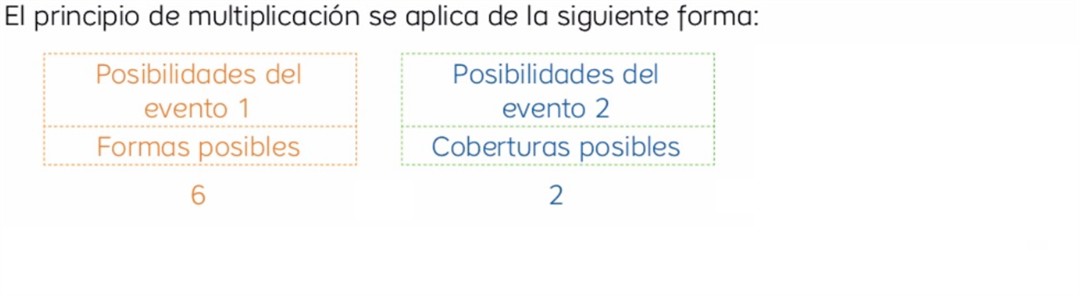 El principio de multiplicación se aplica de la siguiente forma:
Posibilidades del
evento 1
Formas posibles
6
Posibilidades del
evento 2
Coberturas posibles
2